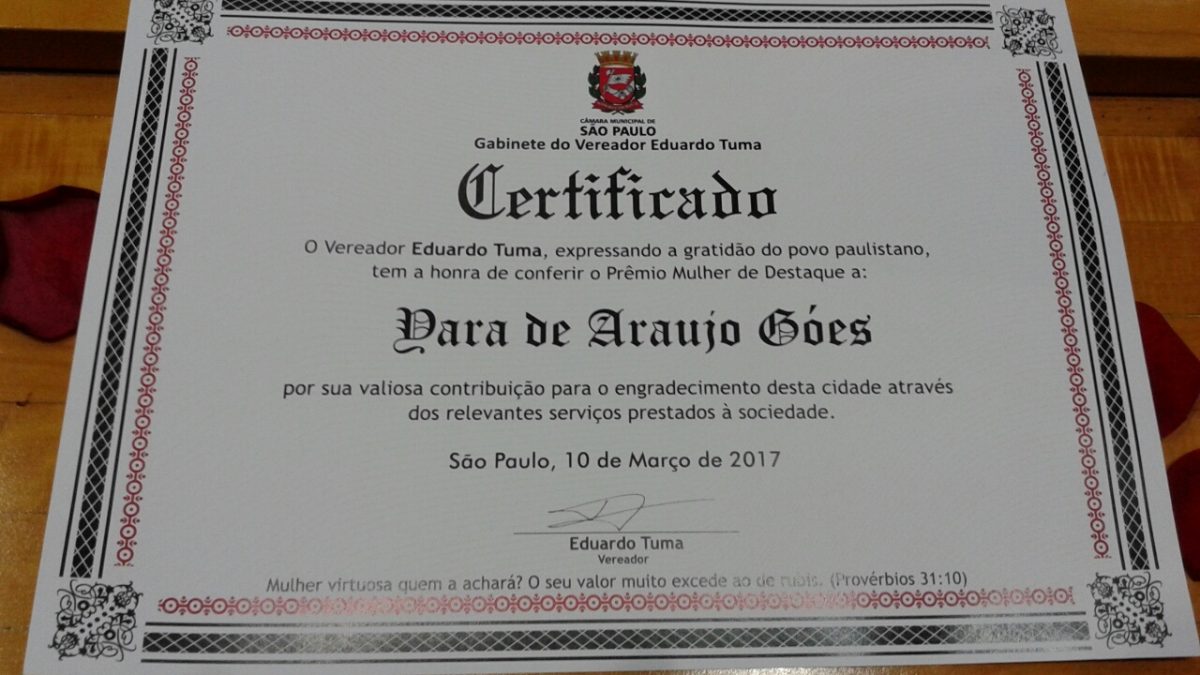 CÂMARA MUNICIPAL DE
SÃO PAULO
Gabinete do Vereador Eduardo Tuma
Certificado
O Vereador Eduardo Tuma, expressando a gratidão do povo paulistano,
tem a honra de conferir o Prêmio Mulher de Destaque a:
Yara de Araujo Góes
por sua valiosa contribuição para o engradecimento desta cidade através
dos relevantes serviços prestados à sociedade.
São Paulo, 10 de Março de 2017
Eduardo Tuma
Vereador
Mulher virtuosa quem a achará? O seu valor muito excede ao de rubis. (Provérbios 31:10)